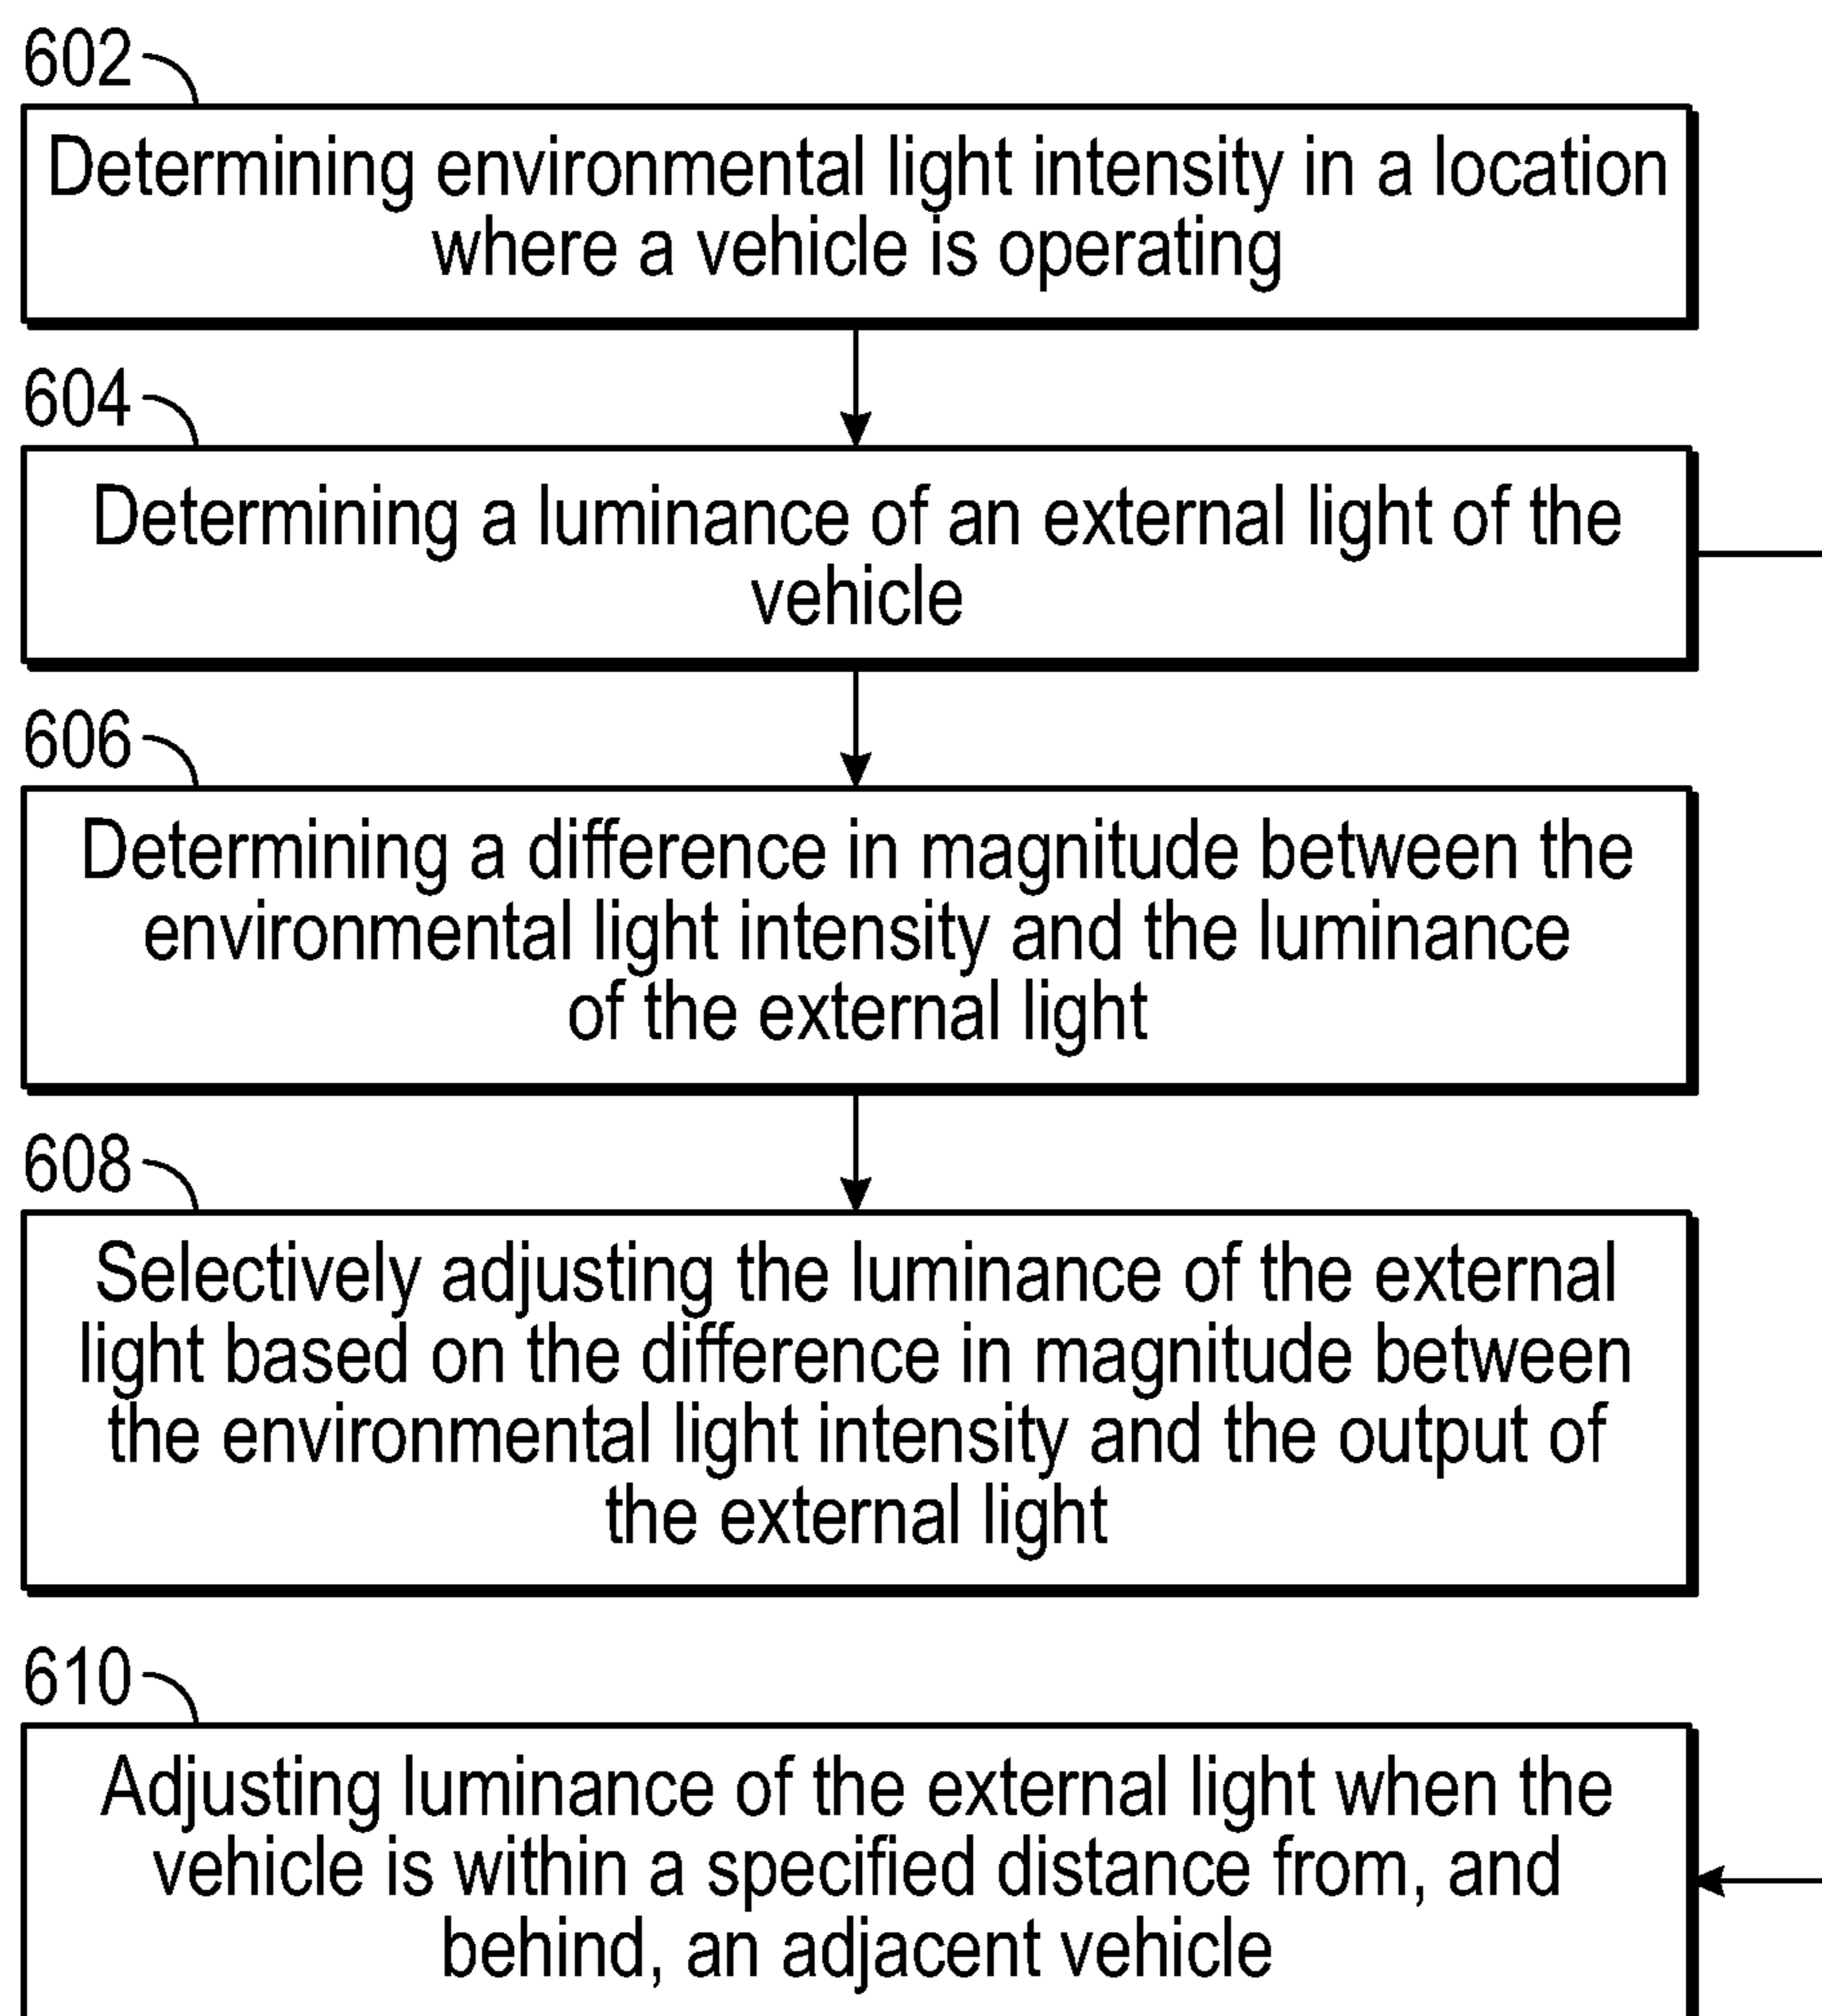 602
Determining environmental light intensity in a location
where a vehicle is operating
604
Determining a luminance of an external light of the
vehicle
606
Determining a difference in magnitude between the
environmental light intensity and the luminance
of the external light
608
Selectively adjusting the luminance of the external
light based on the difference in magnitude between
the environmental light intensity and the output of
the external light
610
Adjusting luminance of the external light when the
vehicle is within a specified distance from, and
behind, an adjacent vehicle